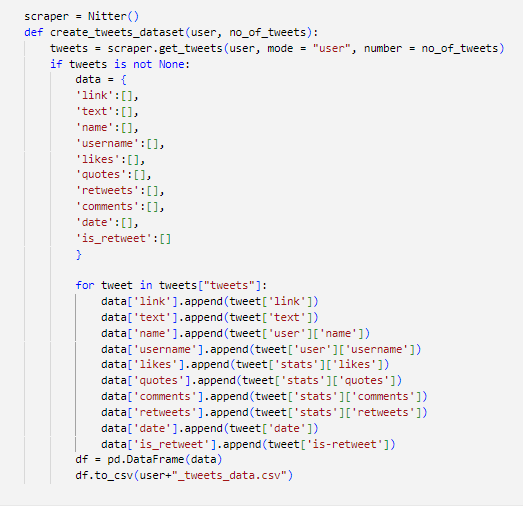 scraper = Nitter()
def create_tweets_dataset(user, no_of_tweets):
    tweets = scraper.get_tweets(user, mode = "user", number = no_of_tweets)
    if tweets is not None:
        data = {
        'link':[],
        'text':[],
        'name':[],
        'username':[],
        'likes':[],
        'quotes':[],
        'retweets':[],
        'comments':[],
        'date':[],
        'is_retweet':[]
        }

        for tweet in tweets["tweets"]:
            data['link'].append(tweet['link'])
            data['text'].append(tweet['text'])
            data['name'].append(tweet['user']['name'])
            data['username'].append(tweet['user']['username'])
            data['likes'].append(tweet['stats']['likes'])
            data['quotes'].append(tweet['stats']['quotes'])
            data['comments'].append(tweet['stats']['comments'])
            data['retweets'].append(tweet['stats']['retweets'])
            data['date'].append(tweet['date'])
            data['is_retweet'].append(tweet['is-retweet'])
        df = pd.DataFrame(data)
        df.to_csv(user+"_tweets_data.csv")